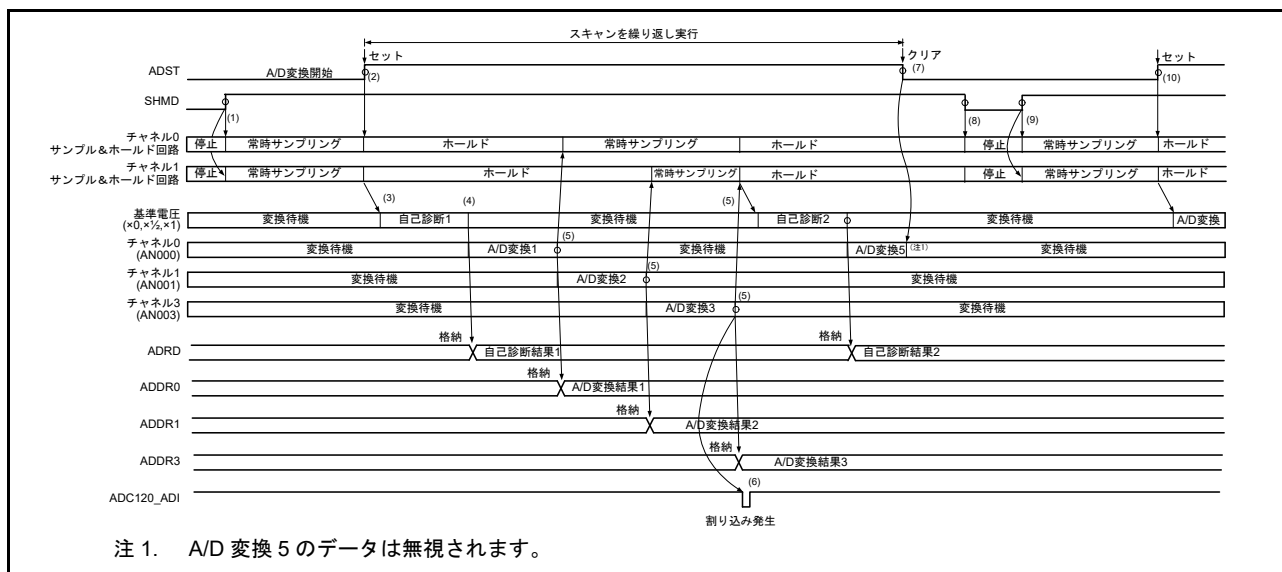 スキャンを繰り返し実行
セット
クリア
セット
ADST
A/D変換開始
(2)
(7)
(10)
SHMD
(1)
(8)
(9)
チャネル0
サンプル&ホールド回路
停止
常時サンプリング
ホールド
常時サンプリング
ホールド
停止
常時サンプリング
ホールド
チャネル1
サンプル&ホールド回路
停止
常時サンプリング
ホールド
常時サンプリング
ホールド
停止
常時サンプリング
ホールド
(3)
(4)
(5)
基準電圧
(×0,×½,×1)
変換待機
自己診断1
変換待機
自己診断2
変換待機
A/D変換
チャネル0
(AN000)
変換待機
A/D変換1
(5)
変換待機
A/D変換5
(注1)
変換待機
チャネル1
(AN001)
変換待機
A/D変換2
(5)
変換待機
チャネル3
(AN003)
変換待機
A/D変換3
(5)
変換待機
ADRD
格納
自己診断結果1
格納
自己診断結果2
ADDR0
格納
A/D変換結果1
ADDR1
格納
A/D変換結果2
ADDR3
格納
A/D変換結果3
ADC120_ADI
(6)
割り込み発生
注 1. A/D 変換 5 のデータは無視されます。